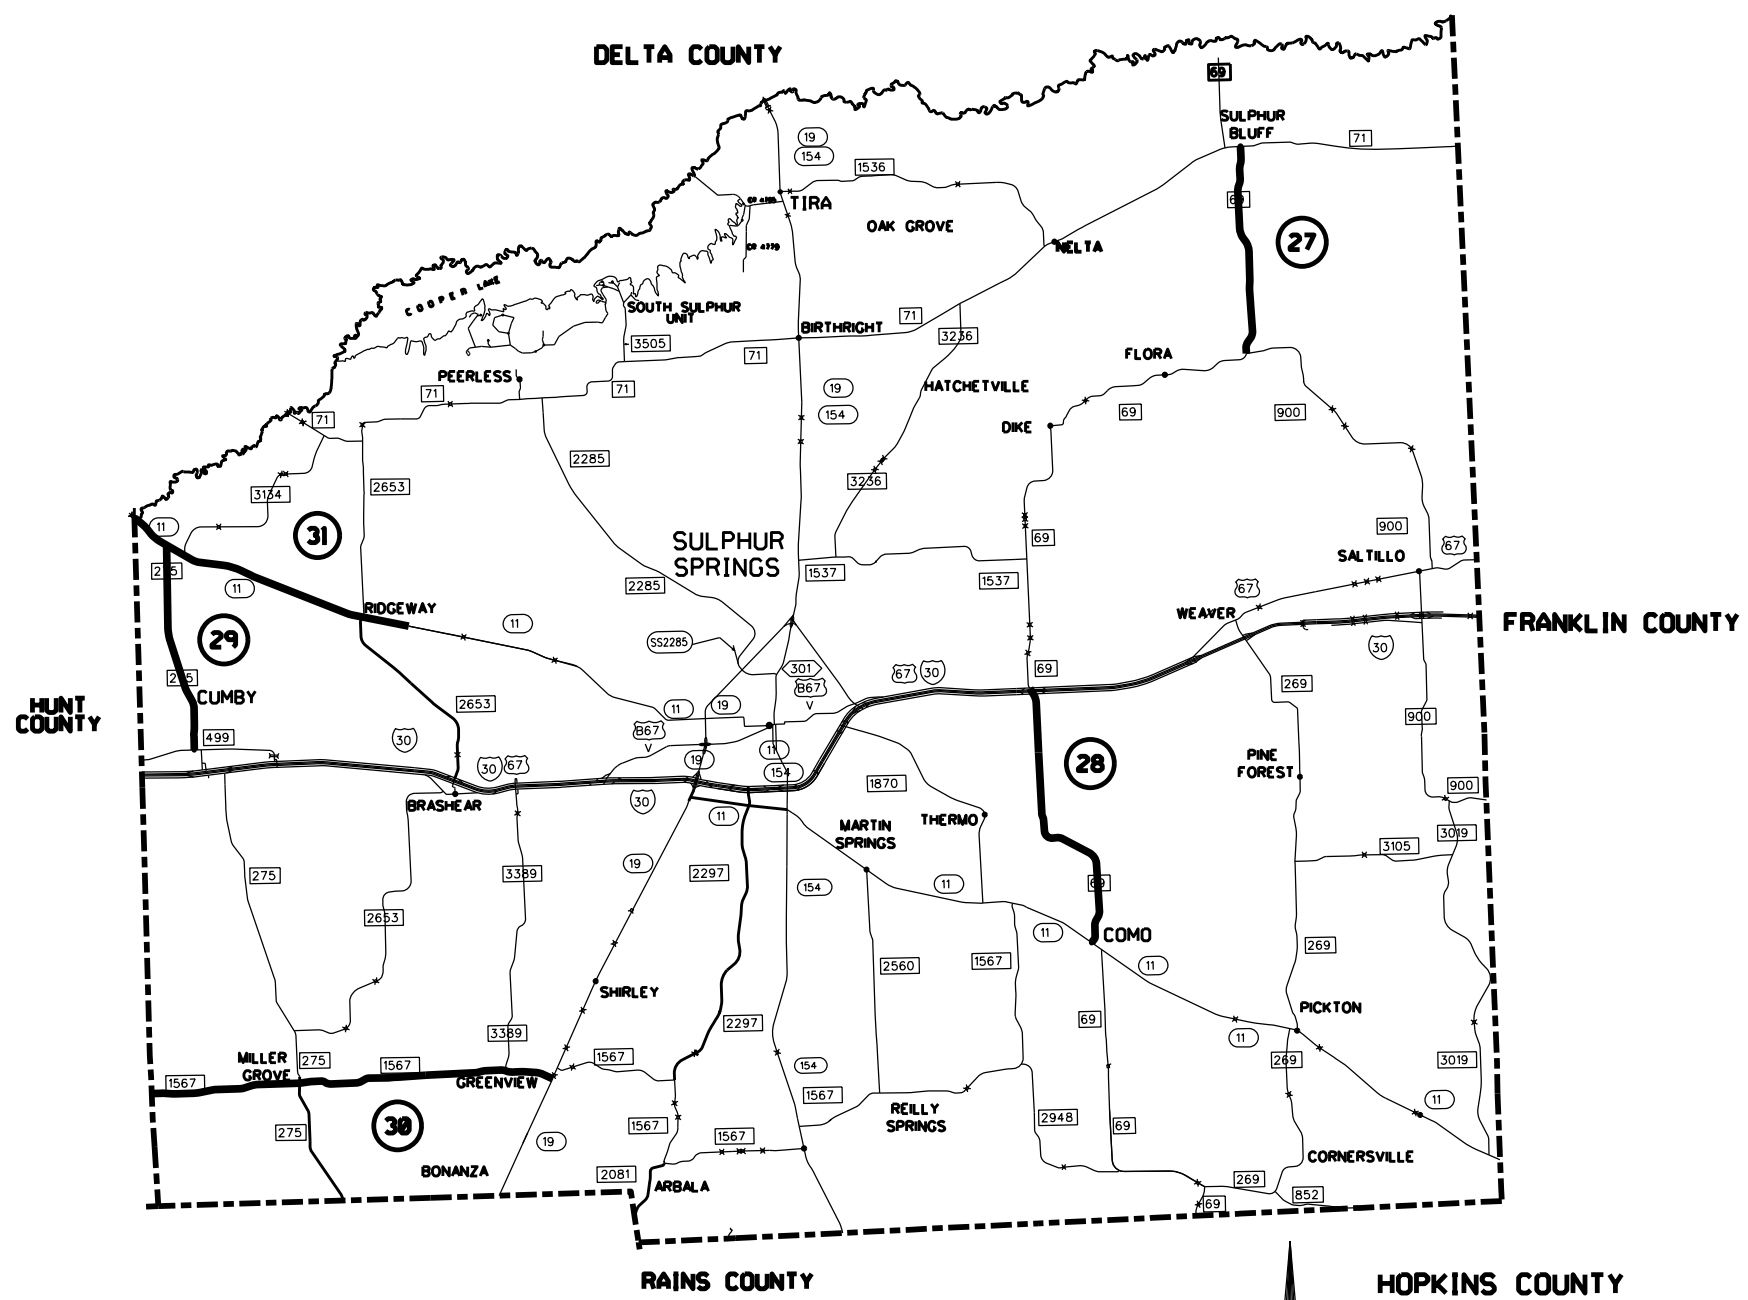 DELTA COUNTY
69
SULPHUR
BLUFF
71
19
154
1536
TIRA
OAK GROVE
69
27
NELTA
COOPER LAKE
SOUTH SULPHUR
UNIT
BIRTHRIGHT
71
3236
3505
71
FLORA
PEERLESS
71
71
HATCHETVILLE
19
154
69
900
71
DIKE
2285
3134
2653
3236
11
31
SULPHUR
SPRINGS
69
900
67
SALTILLO
275
11
2285
1537
1537
67
RIDGEWAY
WEAVER
11
FRANKLIN COUNTY
29
SS2285
30
301
67
30
69
275
CUMBY
B67
V
269
HUNT
COUNTY
2653
11
19
900
B67
V
499
30
11
19
154
PINE
FOREST
28
30
67
1870
900
BRASHEAR
30
11
MARTIN
SPRINGS
THERMO
3019
3105
275
3389
19
2297
154
11
69
2653
11
COMO
269
2560
1567
11
SHIRLEY
PICKTON
3389
2297
69
11
MILLER
GROVE
275
1567
1567
154
269
3019
1567
GREENVIEW
1567
11
REILLY
SPRINGS
30
275
19
1567
1567
2948
69
BONANZA
2081
ARBALA
CORNERSVILLE
269
852
69
RAINS COUNTY
HOPKINS COUNTY